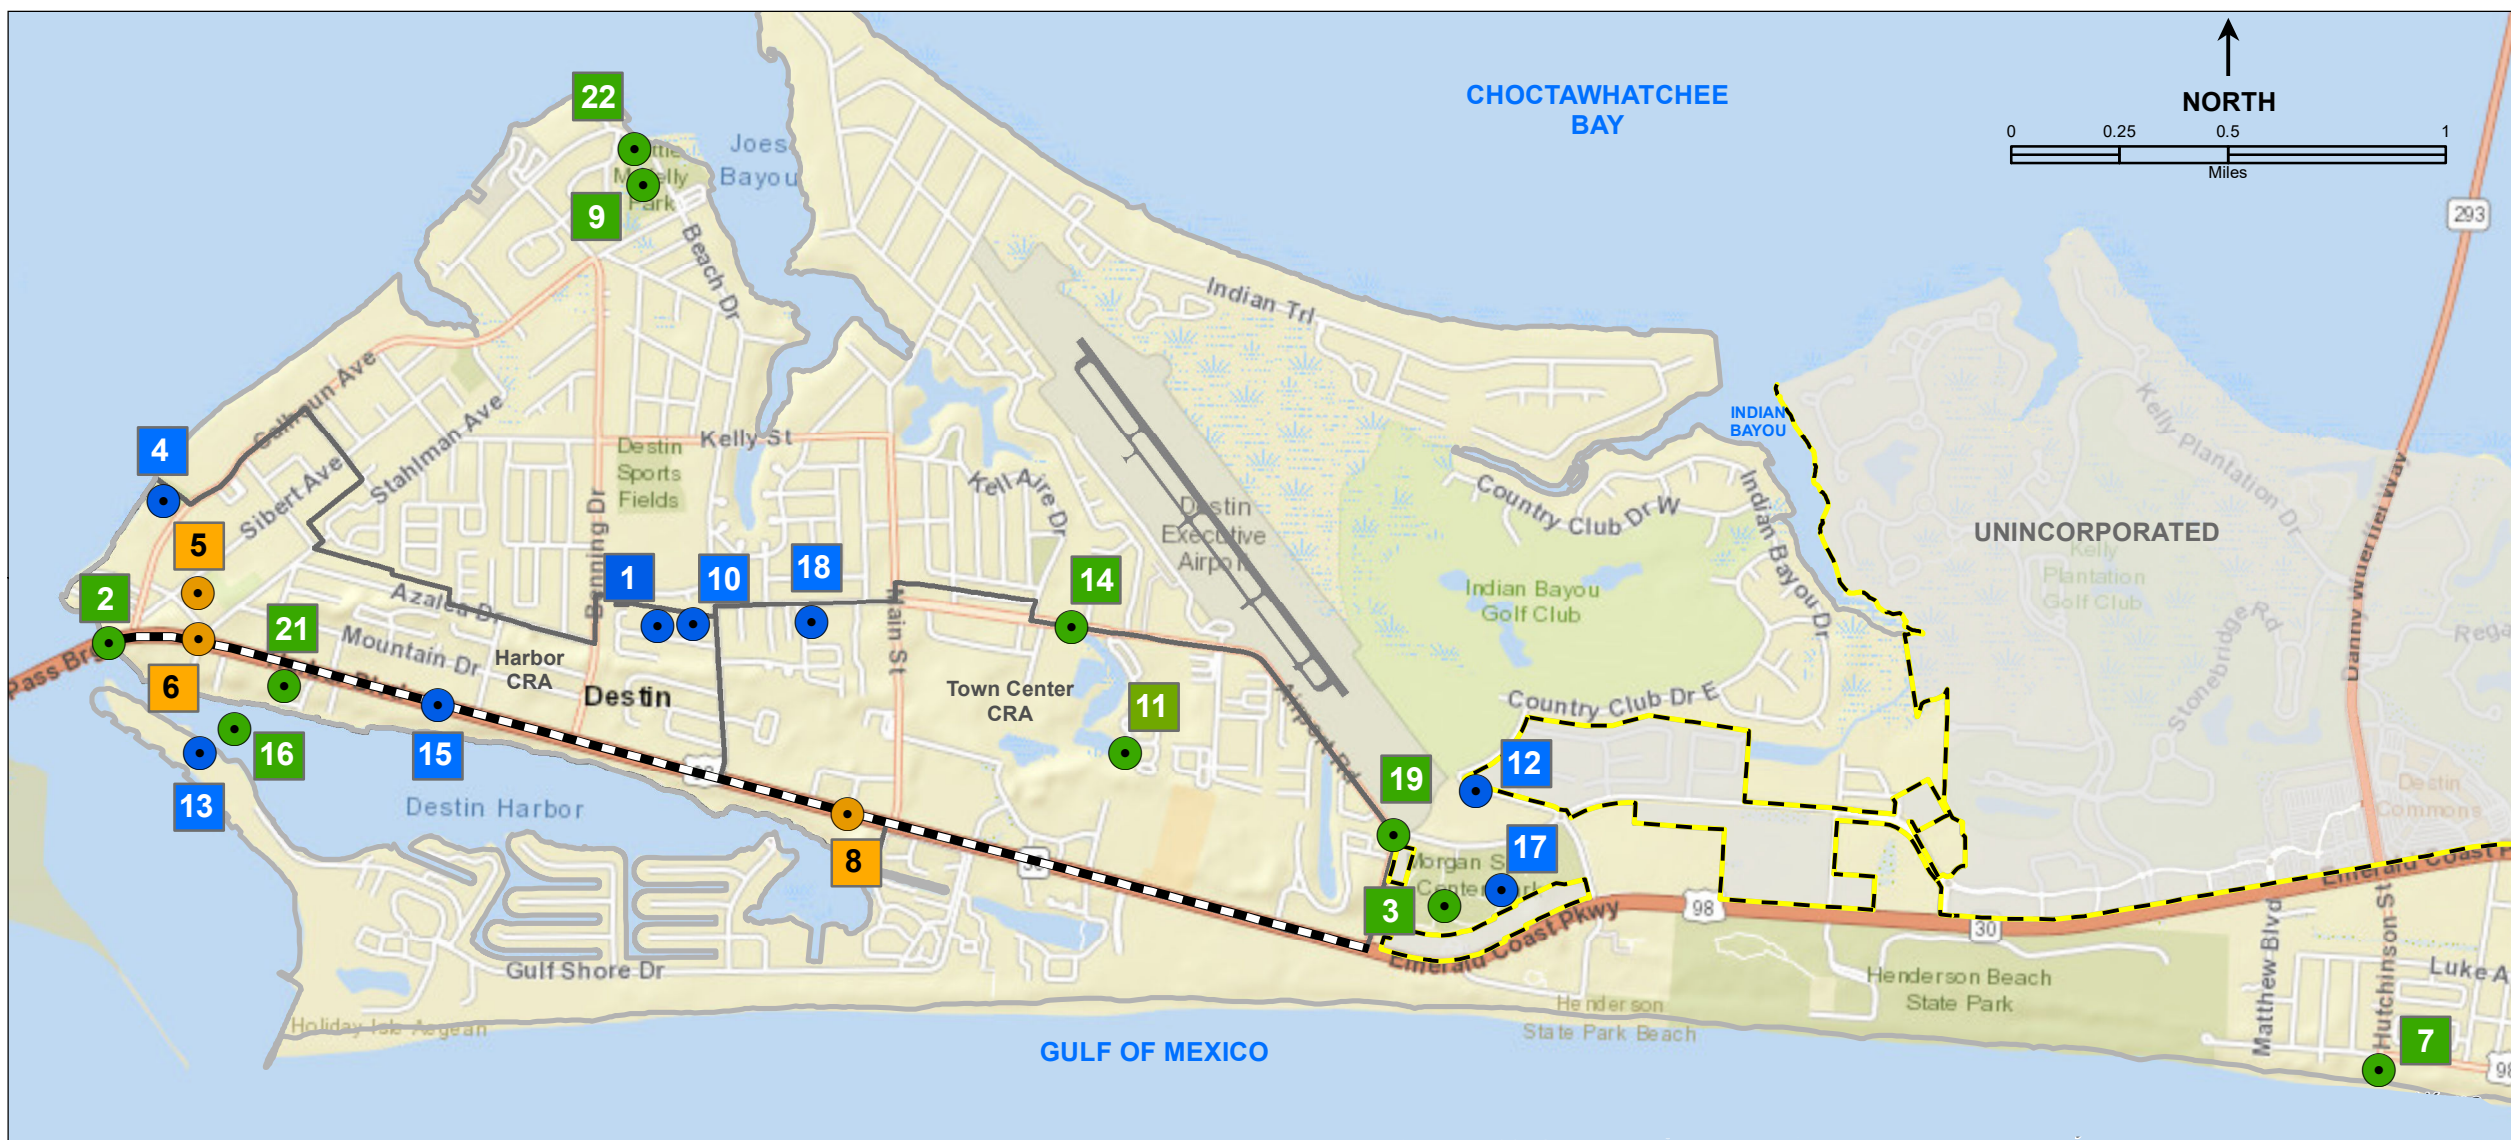 22
CHOCTAWHATCHEE
BAY
NORTH
0 0.25 0.5 1
Miles
Joes
Bayou
Park
9
293
Beach Dr
Indian Trl
Calhoun Ave
Stahlman Ave
Sibert Ave
4
5
2
Kelly St
Destin
Sports
Fields
Kell Aire Dr
Benning Dr
Destin
Executive
Airport
INDIAN
BAYOU
Country Club Dr W
Indian Bayou Dr
Kelly Plantation Dr
Danny Wuerffel Way
UNINCORPORATED
Kelly
Plantation
Golf Club
Stonebridge Rd
Indian Bayou
Golf Club
1
10
18
14
21
6
Azalea Dr
Mountain Dr
Harbor
CRA
Destin
Main St
Town Center
CRA
11
Airport Rd
Country Club Dr E
16
15
13
Destin Harbor
19
12
17
3
8
98
30
Emerald Coast Pkwy
Destin
Commons
Gulf Shore Dr
Henderson Beach
State Park
Henderson
State Park Beach
Matthew Blvd
Hutchinson St
7
98
GULF OF MEXICO